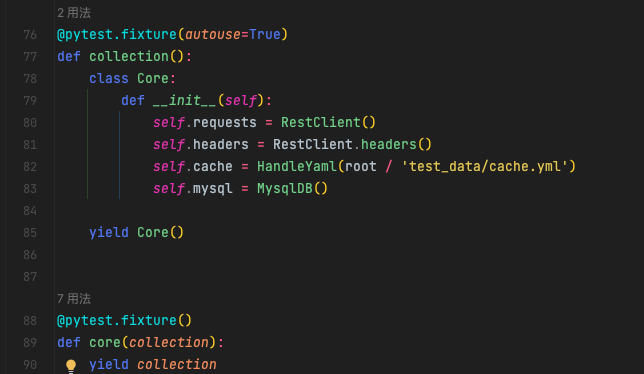 2 用法
76 @pytest.fixture(autouse=True)
77 def collection():
78     class Core:
79         def __init__(self):
80             self.requests = RestClient()
81             self.headers = RestClient.headers()
82             self.cache = HandleYaml(root / 'test_data/cache.yml')
83             self.mysql = MysqlDB()
84
85     yield Core()
86
87
7 用法
88 @pytest.fixture()
89 def core(collection):
90     yield collection